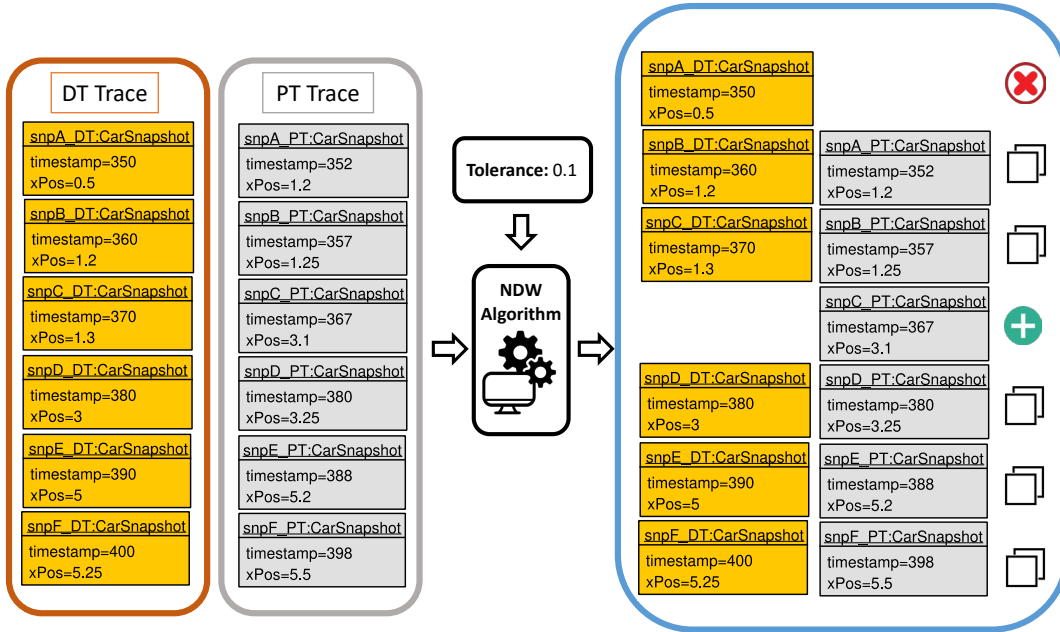 DT Trace
snpA_DT:CarSnapshot
timestamp=350
xPos=0.5
snpB_DT:CarSnapshot
timestamp=360
xPos=1.2
snpC_DT:CarSnapshot
timestamp=370
xPos=1.3
snpD_DT:CarSnapshot
timestamp=380
xPos=3
snpE_DT:CarSnapshot
timestamp=390
xPos=5
snpF_DT:CarSnapshot
timestamp=400
xPos=5.25
PT Trace
snpA_PT:CarSnapshot
timestamp=352
xPos=1.2
snpB_PT:CarSnapshot
timestamp=357
xPos=1.25
snpC_PT:CarSnapshot
timestamp=367
xPos=3.1
snpD_PT:CarSnapshot
timestamp=380
xPos=3.25
snpE_PT:CarSnapshot
timestamp=388
xPos=5.2
snpF_PT:CarSnapshot
timestamp=398
xPos=5.5
Tolerance: 0.1
NDW
Algorithm
snpA_DT:CarSnapshot
timestamp=350
xPos=0.5
snpB_DT:CarSnapshot
timestamp=360
xPos=1.2
snpA_PT:CarSnapshot
timestamp=352
xPos=1.2
snpC_DT:CarSnapshot
timestamp=370
xPos=1.3
snpB_PT:CarSnapshot
timestamp=357
xPos=1.25
snpC_PT:CarSnapshot
timestamp=367
xPos=3.1
snpD_DT:CarSnapshot
timestamp=380
xPos=3
snpD_PT:CarSnapshot
timestamp=380
xPos=3.25
snpE_DT:CarSnapshot
timestamp=390
xPos=5
snpE_PT:CarSnapshot
timestamp=388
xPos=5.2
snpF_DT:CarSnapshot
timestamp=400
xPos=5.25
snpF_PT:CarSnapshot
timestamp=398
xPos=5.5